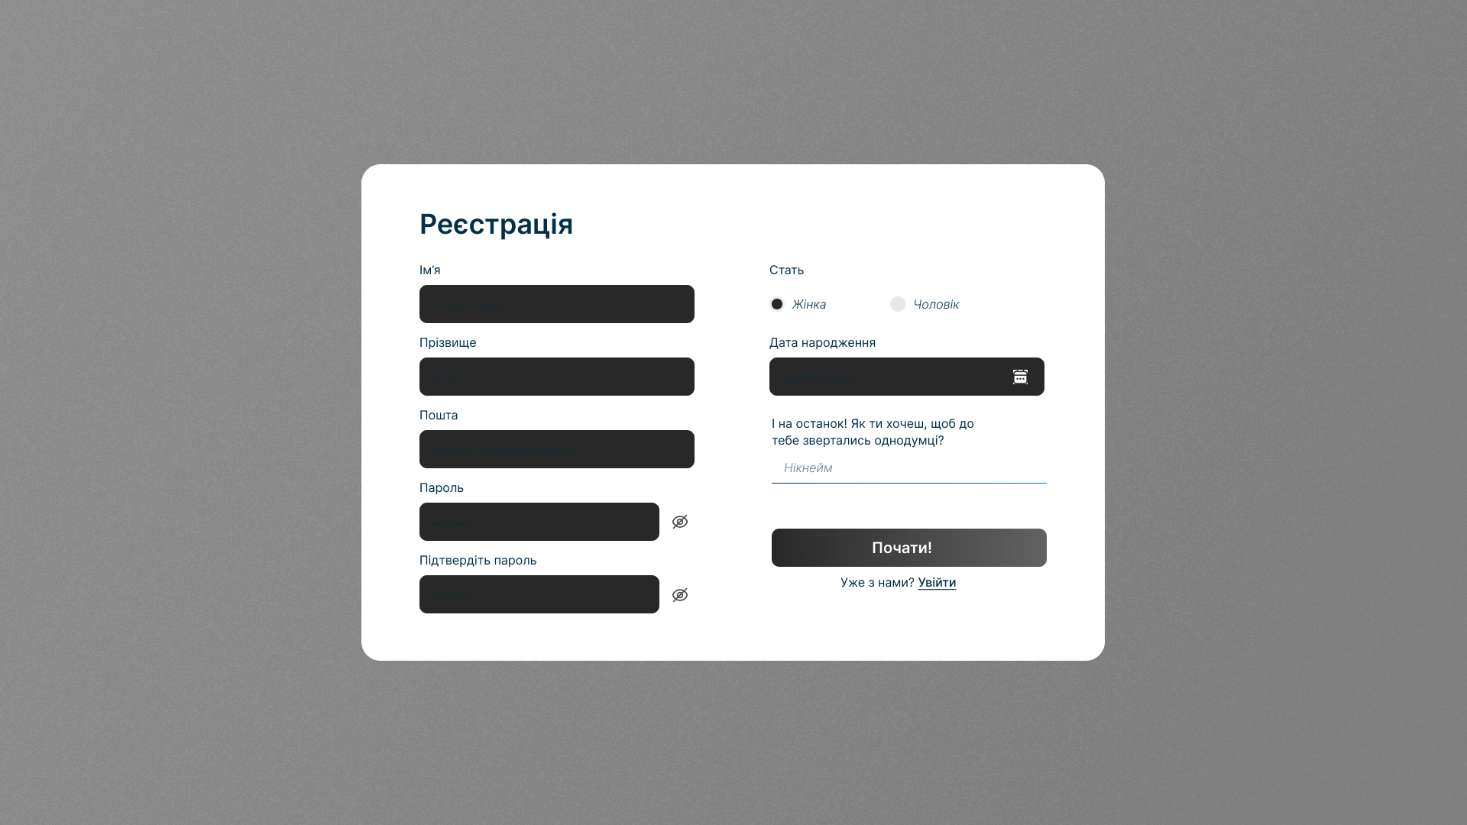 Реєстрація
Ім'я
Прізвище
Пошта
Пароль
Підтвердіть пароль
Стать
Жінка
Чоловік
Дата народження
І на останок! Як ти хочеш, щоб до
тебе звертались однодумці?
Нікнейм
Почати!
Уже з нами? Увійти